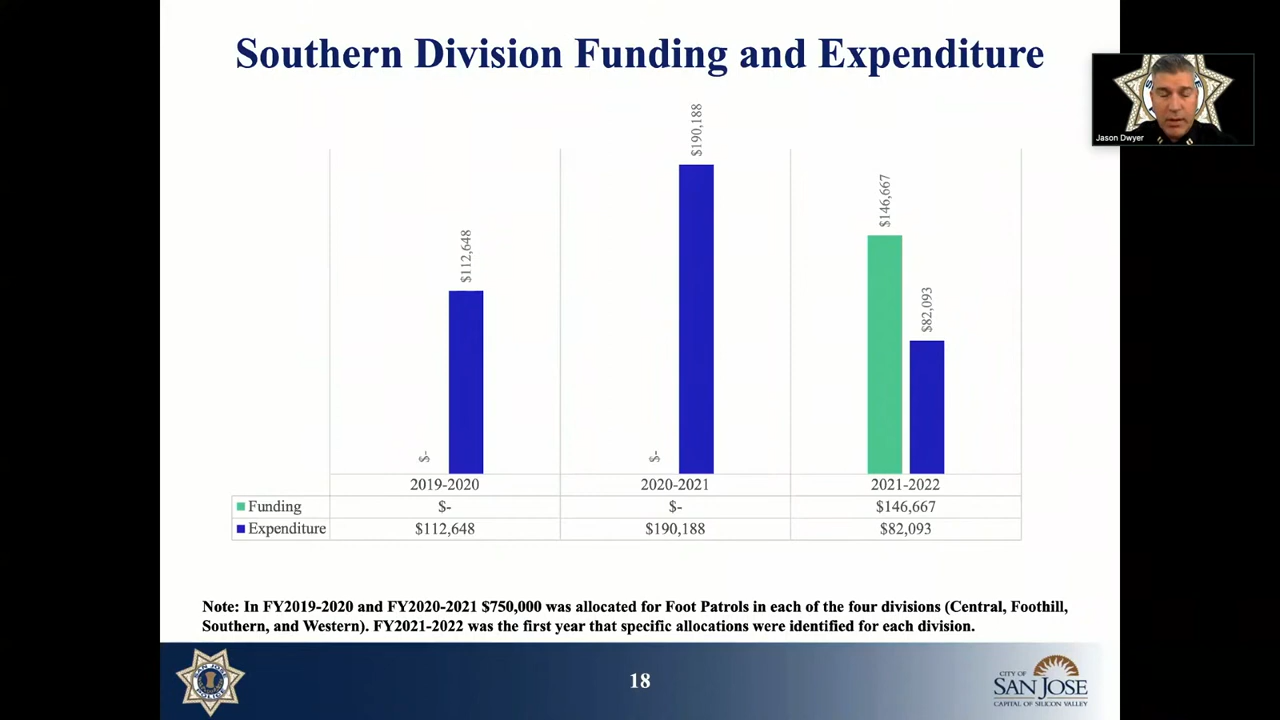 Southern Division Funding and Expenditure
Jason Dwyer
$190,188
$146,667
$112,648
$82,093
$-
$-
2019-2020 2020-2021 2021-2022
Funding $- $- $146,667
Expenditure $112,648 $190,188 $82,093
Note: In FY2019-2020 and FY2020-2021 $750,000 was allocated for Foot Patrols in each of the four divisions (Central, Foothill,
Southern, and Western). FY2021-2022 was the first year that specific allocations were identified for each division.
SAN JOSE
POLICE
18
CITY OF
SAN JOSE
CAPITAL OF SILICON VALLEY